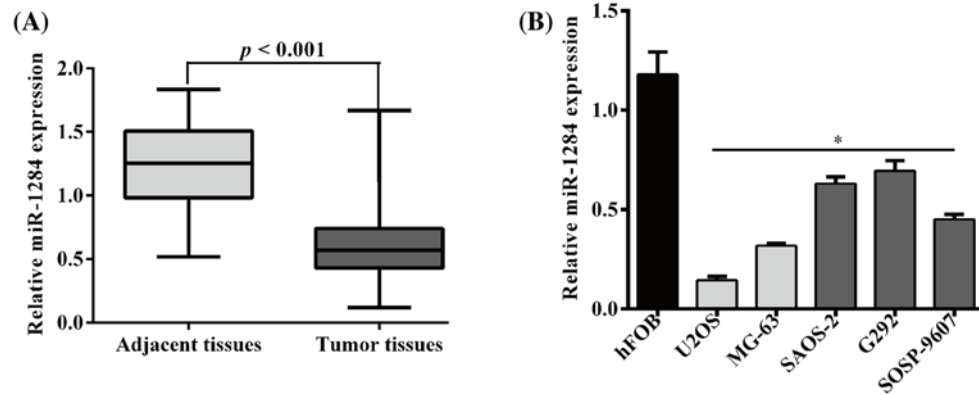 (A)
p < 0.001
Relative miR-1284 expression
2.0
1.5
1.0
0.5
0.0
Adjacent tissues
Tumor tissues
(B)
Relative miR-1284 expression
1.5
1.0
0.5
0.0
*
hFOB
U2OS
MG-63
SAOS-2
G292
SOSP-9607